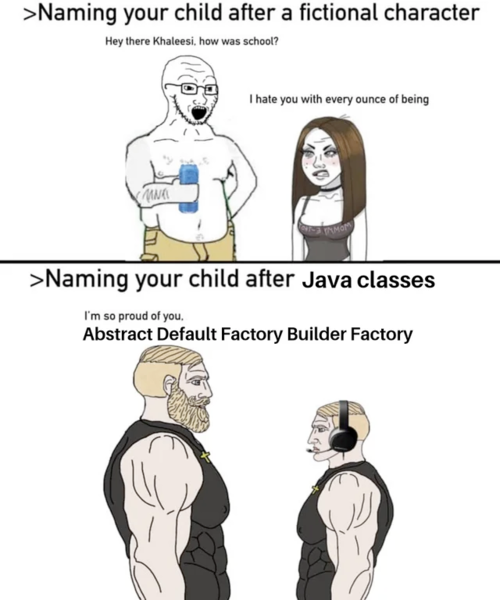 >Naming your child after a fictional character
Hey there Khaleesi, how was school?
I hate you with every ounce of being
>Naming your child after Java classes
I'm so proud of you,
Abstract Default Factory Builder Factory